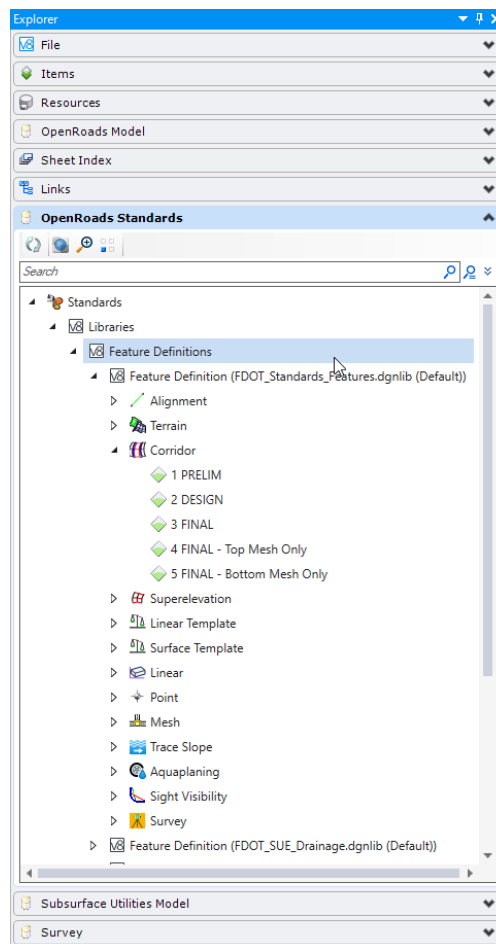 Explorer
File
Items
Resources
OpenRoads Model
Sheet Index
Links
OpenRoads Standards
Search
Standards
Libraries
Feature Definitions
Feature Definition (FDOT_Standards_Features.dgnlib (Default))
Alignment
Terrain
Corridor
1 PRELIM
2 DESIGN
3 FINAL
4 FINAL - Top Mesh Only
5 FINAL - Bottom Mesh Only
Superelevation
Linear Template
Surface Template
Linear
Point
Mesh
Trace Slope
Aquaplaning
Sight Visibility
Survey
Feature Definition (FDOT_SUE_Drainage.dgnlib (Default))
Subsurface Utilities Model
Survey